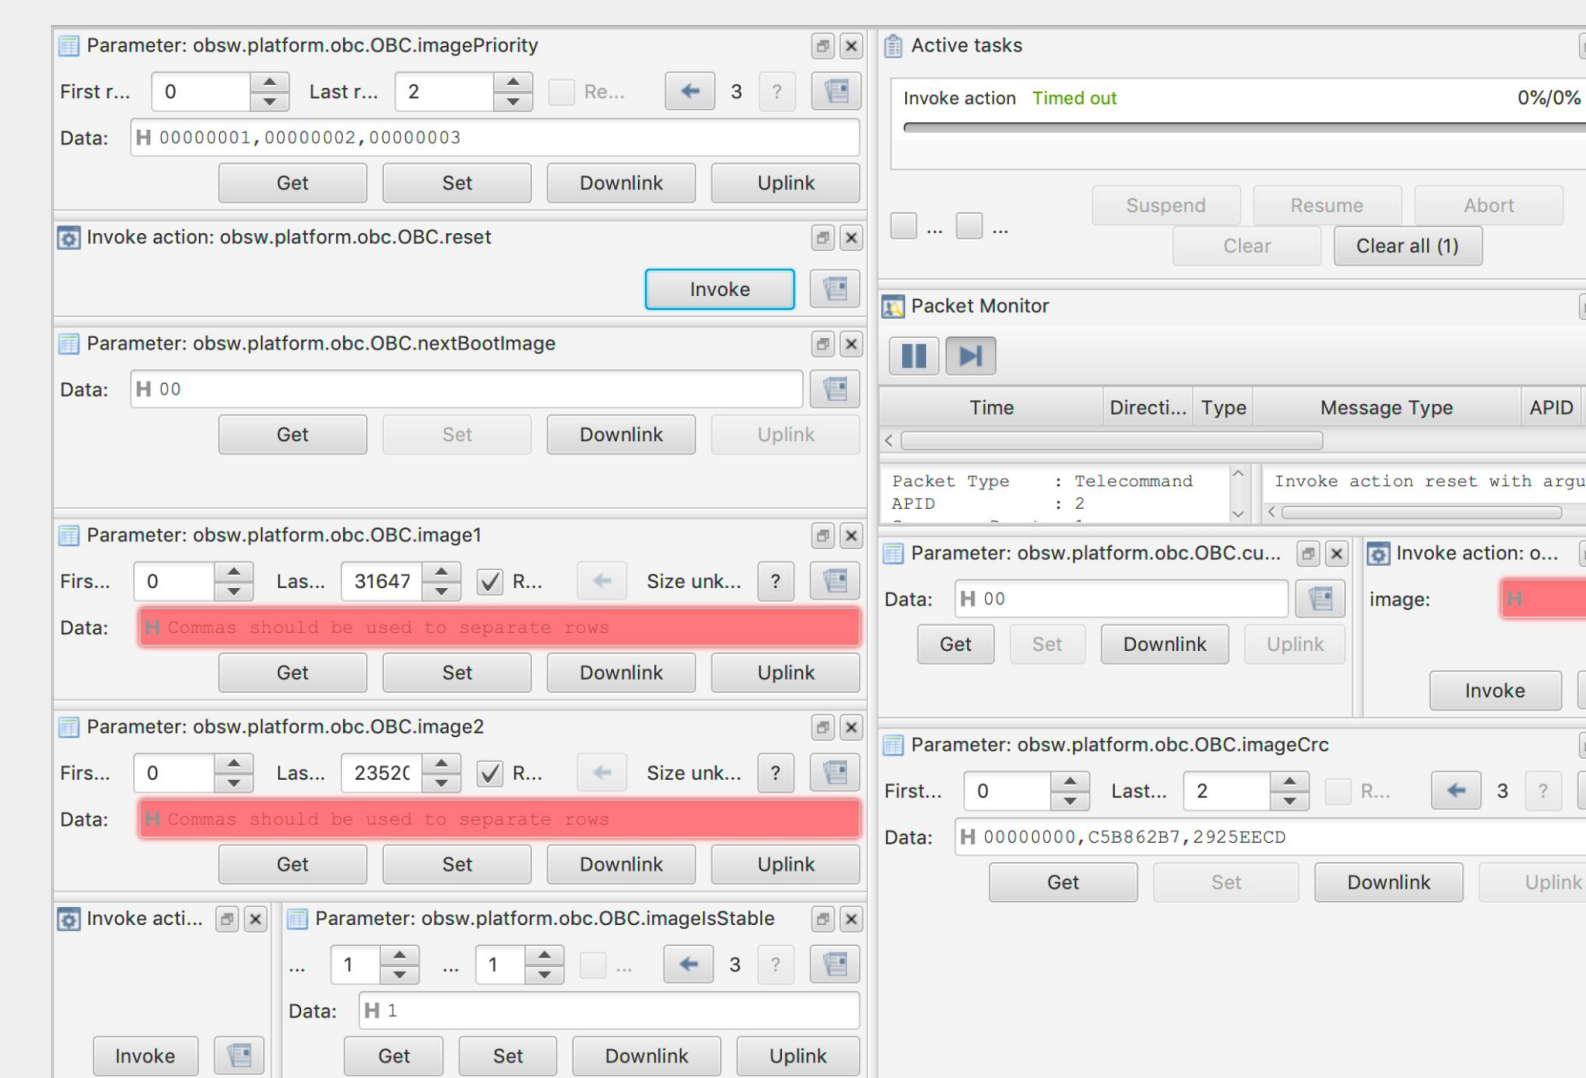 Parameter: obsw.platform.obc.OBC.imagePriority
First r... 0 Last r... 2 Re... 3 ?
Data: H 00000001,00000002,00000003
Get Set Downlink Uplink
Invoke action: obsw.platform.obc.OBC.reset
Invoke
Parameter: obsw.platform.obc.OBC.nextBootImage
Data: H 00
Get Set Downlink Uplink
Parameter: obsw.platform.obc.OBC.image1
Firs... 0 Las... 31647 R... Size unk... ?
Data: H Commas should be used to separate rows
Get Set Downlink Uplink
Parameter: obsw.platform.obc.OBC.image2
Firs... 0 Las... 2352 R... Size unk... ?
Data: H Commas should be used to separate rows
Get Set Downlink Uplink
Invoke acti...
Invoke
Parameter: obsw.platform.obc.OBC.imageIsStable
... 1 ... 1 ... 3 ?
Data: H 1
Get Set Downlink Uplink
Active tasks
Invoke action Timed out 0%/0%
... ... Suspend Resume Abort
Clear Clear all (1)
Packet Monitor
Time Directi... Type Message Type APID
Packet Type : Telecommand
APID : 2
Invoke action reset with argu
Parameter: obsw.platform.obc.OBC.cu...
Data: H 00
Get Set Downlink Uplink
Invoke action: o...
image: H
Invoke
Parameter: obsw.platform.obc.OBC.imageCrc
First... 0 Last... 2 R... 3 ?
Data: H 00000000,C5B862B7,2925EECD
Get Set Downlink Uplink